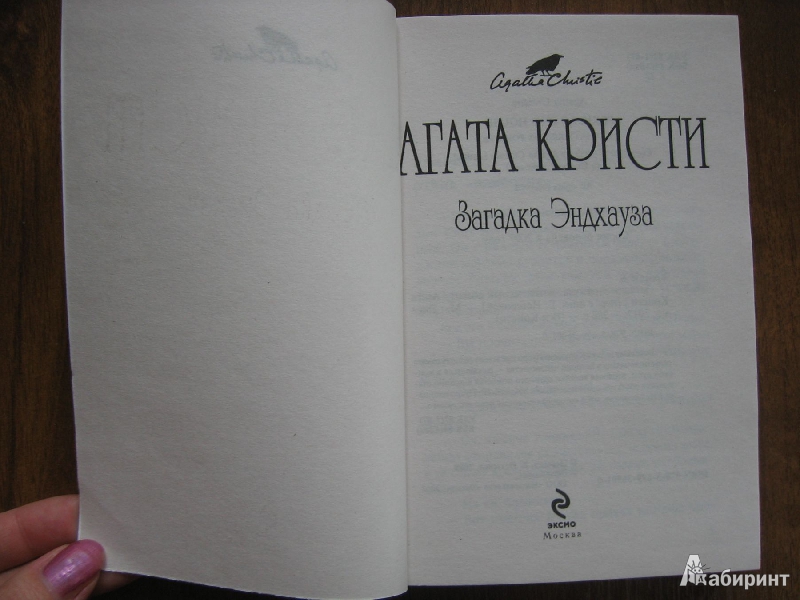 Agatha Christie
АГАТА КРИСТИ
Загадка Эндхауза
ЭКСМО
Москва
Лабиринт